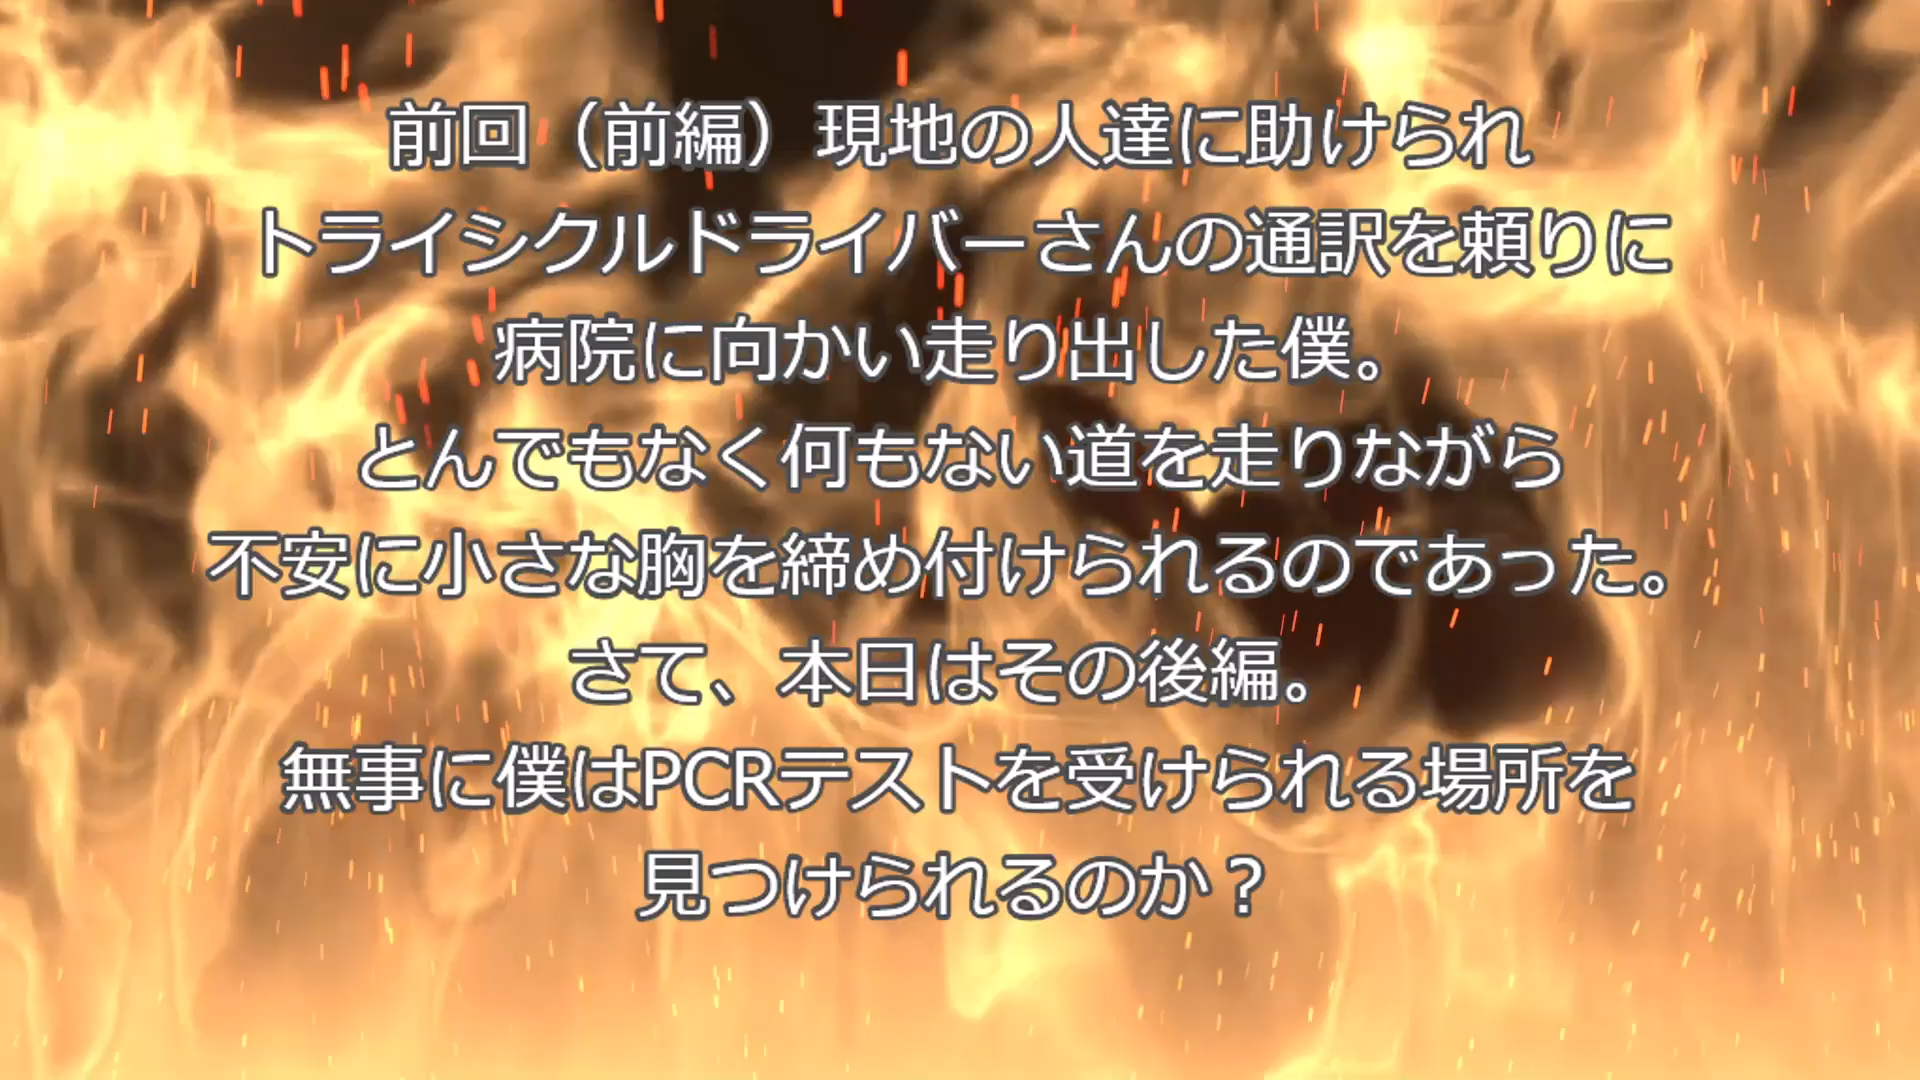 前回（前編）現地の人達に助けられ
トライシクルドライバーさんの通訳を頼りに
病院に向かい走り出した僕。
とんでもなく何もない道を走りながら
不安に小さな胸を締め付けられるのであった。
さて、本日はその後編。
無事に僕はPCRテストを受けられる場所を
見つけられるのか？